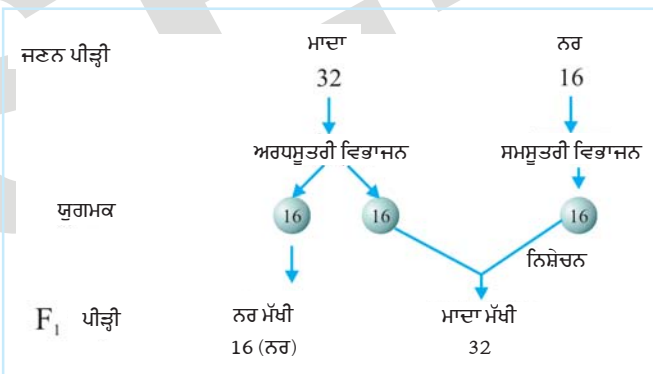 ਜਣਨ ਪੀੜ੍ਹੀ ਮਾਦਾ ਨਰ
32 16
ਅਰਧਸੂਤਰੀ ਵਿਭਾਜਨ ਸਮਸੂਤਰੀ ਵਿਭਾਜਨ
ਯੁਗਮਕ 16 16 16
ਨਿਸ਼ੇਚਨ
F₁ ਪੀੜ੍ਹੀ ਨਰ ਮੱਖੀ ਮਾਦਾ ਮੱਖੀ
16 (ਨਰ) 32